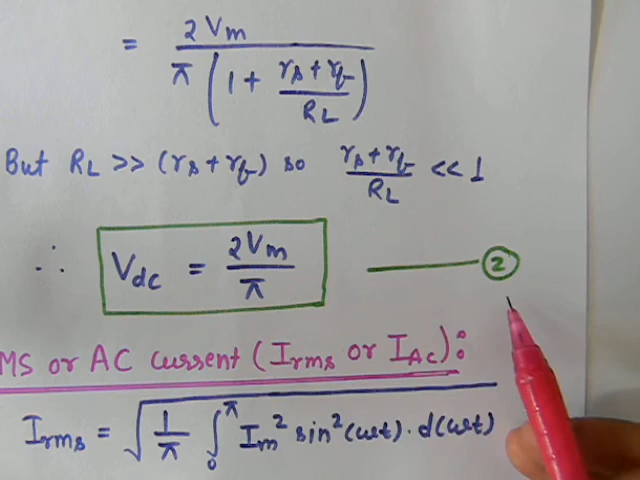 = 2Vm / π (1 + (rs + rf) / RL)
But RL >> (rs + rf) so (rs + rf) / RL << 1
∴ Vdc = 2Vm / π ——— 2
MS or AC current (Irms or IAC):
Irms = √(1/π ∫₀^π Im² sin²(ωt) · d(ωt))